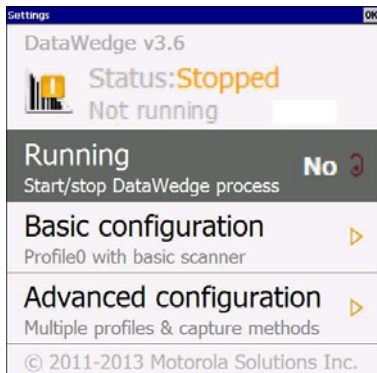 Settings OK
DataWedge v3.6
Status:Stopped
Not running
Running No
Start/stop DataWedge process
Basic configuration
Profile0 with basic scanner
Advanced configuration
Multiple profiles & capture methods
© 2011-2013 Motorola Solutions Inc.